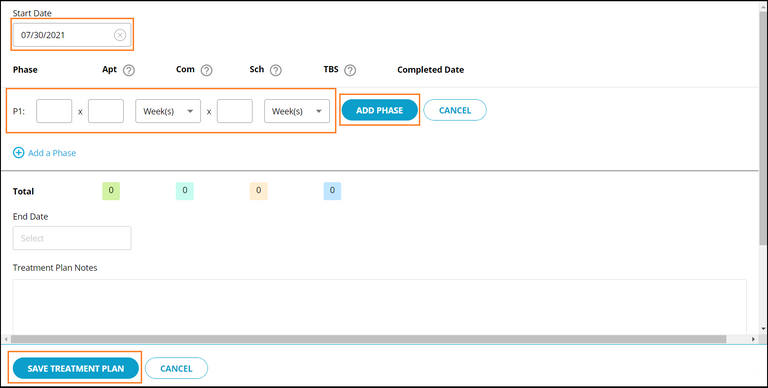 Start Date
07/30/2021
Phase Apt ? Com ? Sch ? TBS ? Completed Date
P1: x Week(s) x Week(s) ADD PHASE CANCEL
Add a Phase
Total 0 0 0 0
End Date
Select
Treatment Plan Notes
SAVE TREATMENT PLAN CANCEL